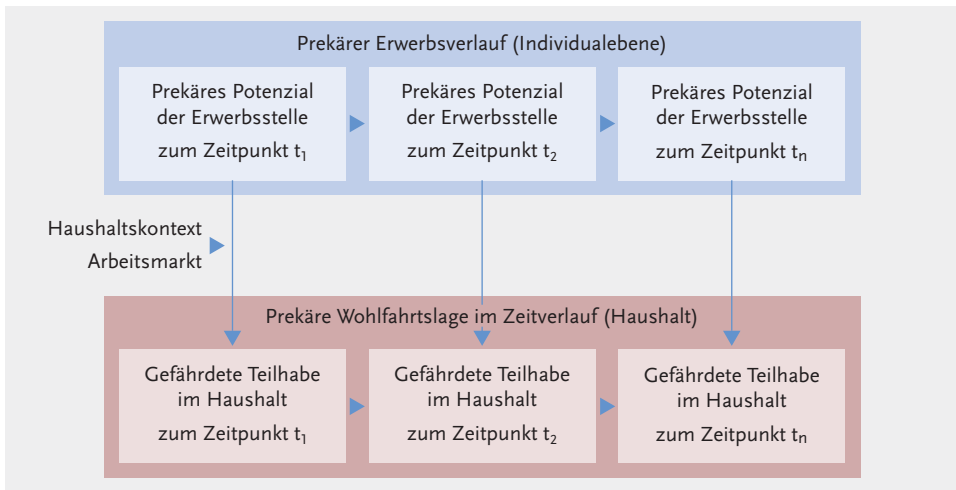 Prekärer Erwerbsverlauf (Individualebene)
Prekäres Potenzial
der Erwerbsstelle
zum Zeitpunkt t₁
Prekäres Potenzial
der Erwerbsstelle
zum Zeitpunkt t₂
Prekäres Potenzial
der Erwerbsstelle
zum Zeitpunkt tₙ
Haushaltskontext
Arbeitsmarkt
Prekäre Wohlfahrtslage im Zeitverlauf (Haushalt)
Gefährdete Teilhabe
im Haushalt
zum Zeitpunkt t₁
Gefährdete Teilhabe
im Haushalt
zum Zeitpunkt t₂
Gefährdete Teilhabe
im Haushalt
zum Zeitpunkt tₙ